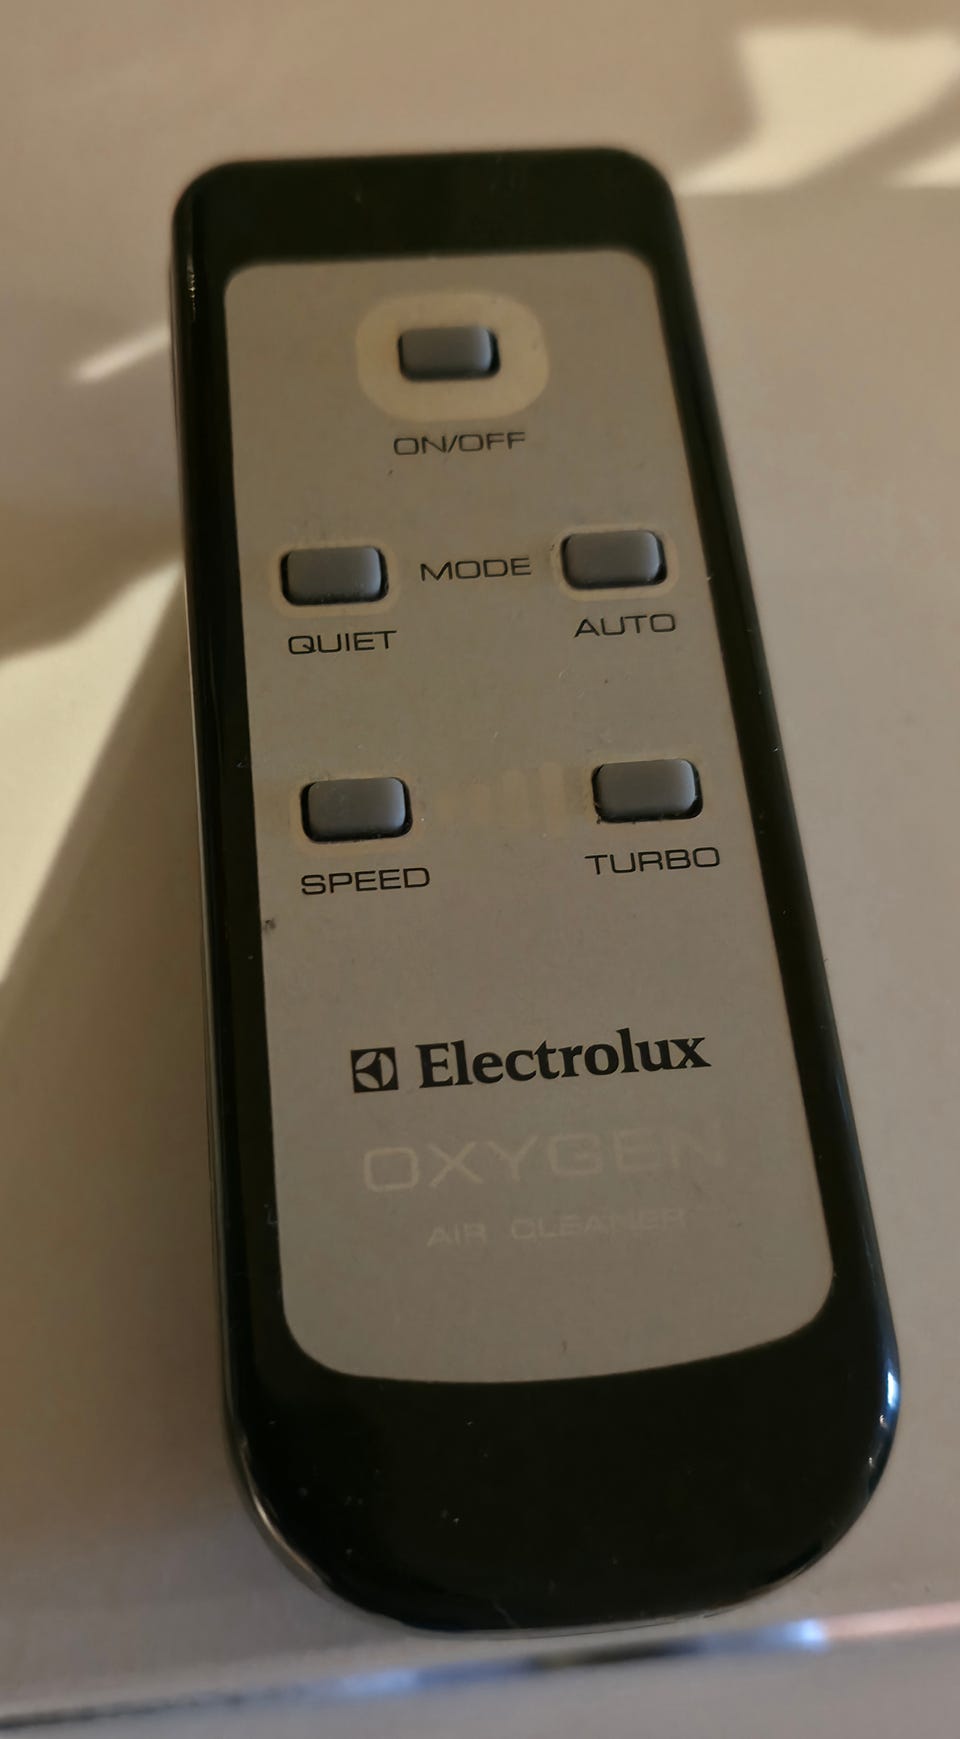 ON/OFF
MODE
QUIET
AUTO
SPEED
TURBO
Electrolux
OXYGEN
AIR CLEANER